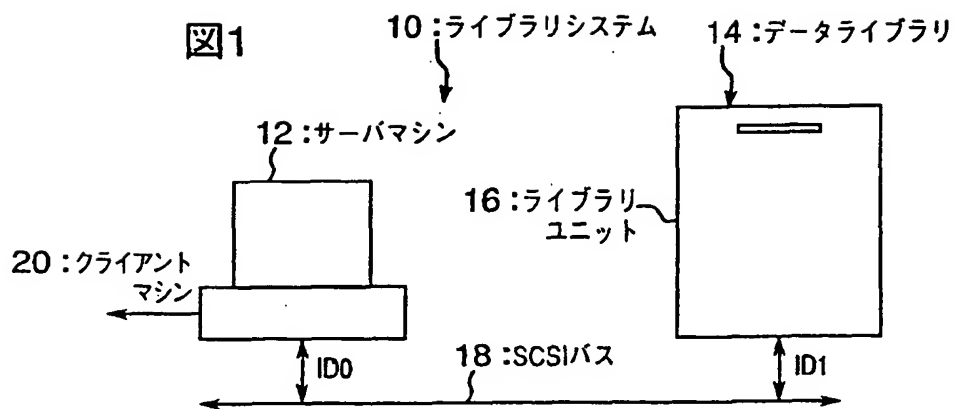 図1
10:ライブラリシステム
14:データライブラリ
12:サーバマシン
16:ライブラリ
ユニット
20:クライアント
マシン
ID0
18:SCSIバス
ID1